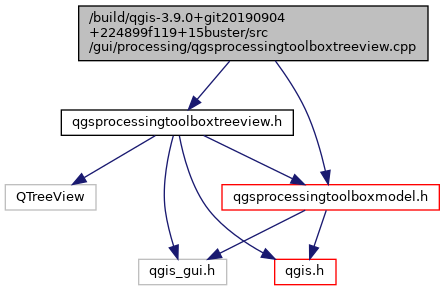 /build/qgis-3.9.0+git20190904
+224899f119+15buster/src
/gui/processing/qgsprocessingtoolboxtreeview.cpp
qgsprocessingtoolboxtreeview.h
QTreeView
qgsprocessingtoolboxmodel.h
qgis_gui.h
qgis.h